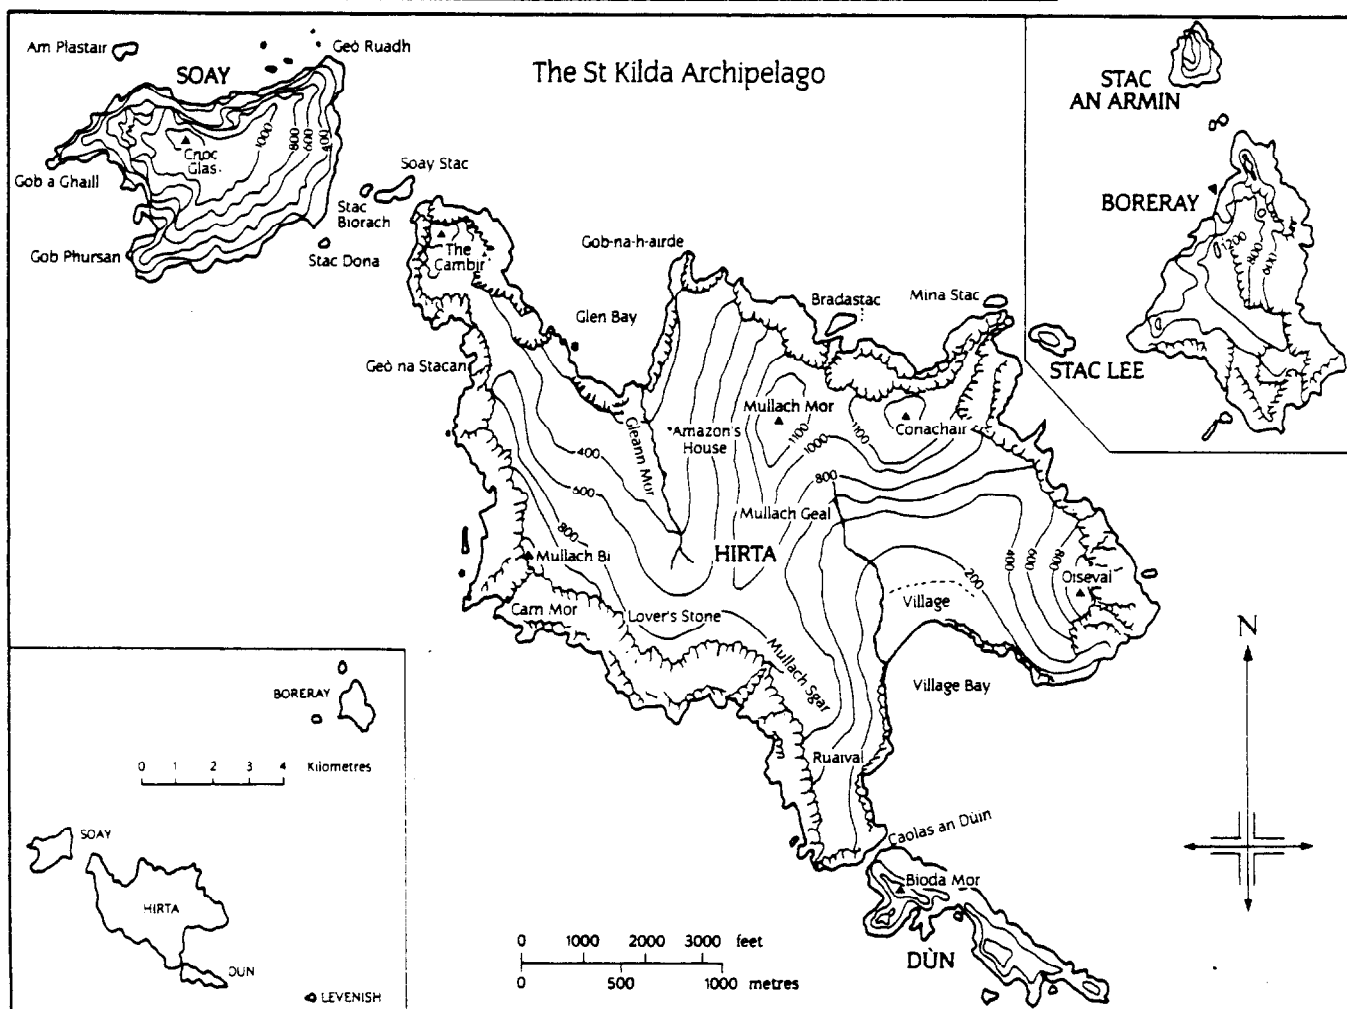 The St Kilda Archipelago
Am Plastair
SOAY
Geò Ruadh
Cnoc
Glas
1000
800
600
400
Gob a Ghaill
Gob Phursan
Soay Stac
Stac
Biorach
Stac Dona
The
Cambir
Gob-na-h-airde
Glen Bay
Bradastac
Mina Stac
Geò na Stacan
STAC
AN ARMIN
BORERAY
1200
800
600
STAC LEE
Mullach Mor
1100
1000
1100
Conachair
Amazon's
House
Gleann Mor
400
600
800
800
Mullach Geal
HIRTA
Mullach Bi
Carn Mor
Lover's Stone
Mullach Sgar
400
600
800
Oiseval
200
Village
Village Bay
Ruaival
Caolas an Dùin
Bioda Mor
DÙN
N
0 1000 2000 3000 feet
0 500 1000 metres
BORERAY
0 1 2 3 4 Kilometres
SOAY
HIRTA
DUN
LEVENISH